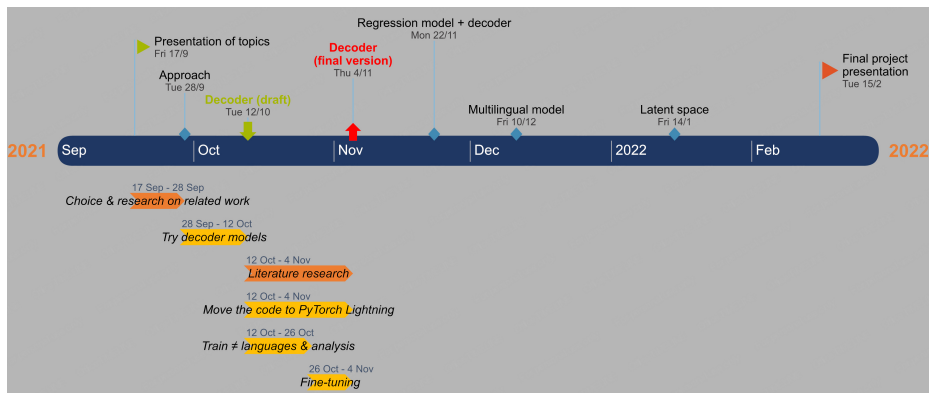 Regression model + decoder
Mon 22/11
Presentation of topics
Fri 17/9
Decoder
(final version)
Thu 4/11
Final project
presentation
Tue 15/2
Approach
Tue 28/9
Decoder (draft)
Tue 12/10
Multilingual model
Fri 10/12
Latent space
Fri 14/1
2021 Sep Oct Nov Dec 2022 Feb 2022
17 Sep - 28 Sep
Choice & research on related work
28 Sep - 12 Oct
Try decoder models
12 Oct - 4 Nov
Literature research
12 Oct - 4 Nov
Move the code to PyTorch Lightning
12 Oct - 26 Oct
Train ≠ languages & analysis
26 Oct - 4 Nov
Fine-tuning